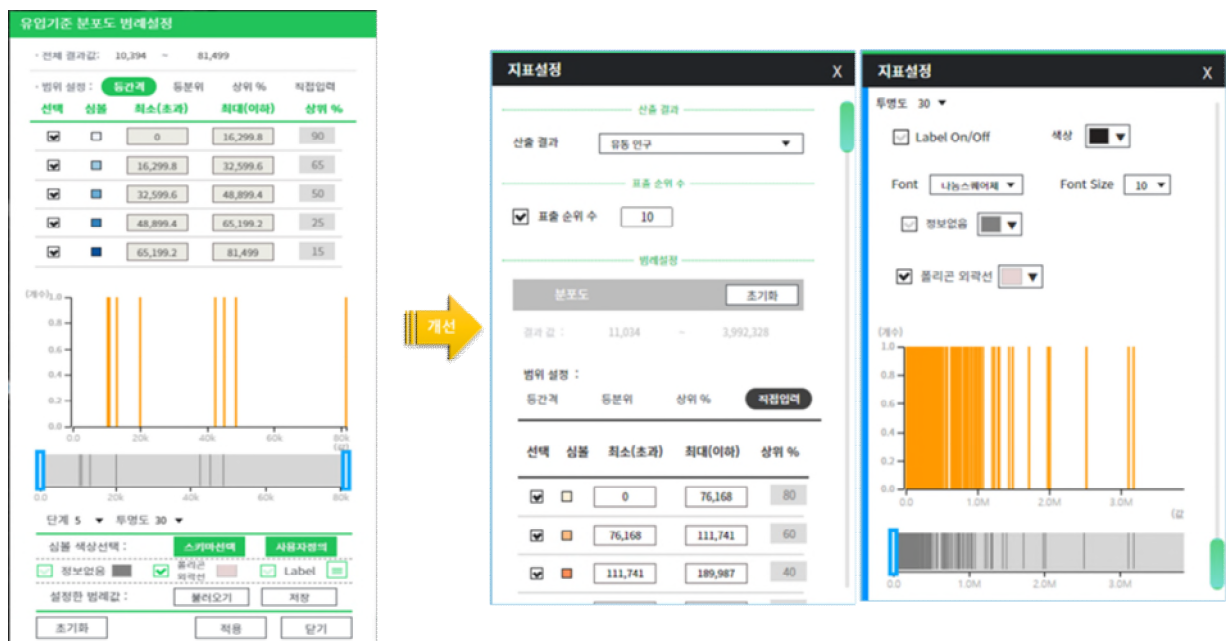 유입기준 분포도 범례설정
· 전체 결과값: 10,394 ~ 81,499
· 범위 설정 : 등간격 등분위 상위 % 직접입력
선택 심볼 최소(초과) 최대(이하) 상위 %
0 16,299.8 90
16,299.8 32,599.6 65
32,599.6 48,899.4 50
48,899.4 65,199.2 25
65,199.2 81,499 15
(계수)
1.0
0.8
0.6
0.4
0.2
0.0
0.0 20k 40k 60k 80k
(값
0.0 20k 40k 60k 80k
단계 5 투명도 30
심볼 색상선택 : 스키마선택 사용자정의
정보없음 폴리곤 외곽선 Label
설정한 범례값 : 불러오기 저장
초기화 적용 닫기
개선
지표설정 X
산출 결과
산출 결과 유동 인구
표출 순위 수
표출 순위 수 10
범례설정
분포도 초기화
결과 값 : 11,034 ~ 3,992,328
범위 설정 :
등간격 등분위 상위 % 직접입력
선택 심볼 최소(초과) 최대(이하) 상위 %
0 76,168 80
76,168 111,741 60
111,741 189,987 40
지표설정 X
투명도 30
Label On/Off 색상
Font 나눔스퀘어체 Font Size 10
정보없음
폴리곤 외곽선
(계수)
1.0
0.8
0.6
0.4
0.2
0.0
0.0 1.0M 2.0M 3.0M
(값
0.0 1.0M 2.0M 3.0M